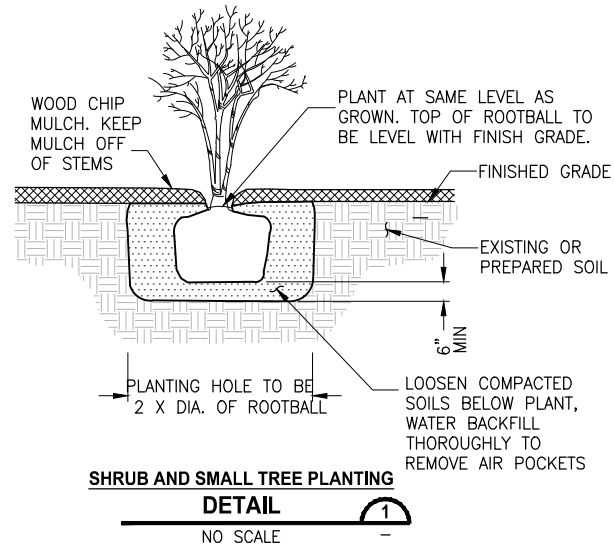 WOOD CHIP
MULCH. KEEP
MULCH OFF
OF STEMS
PLANT AT SAME LEVEL AS
GROWN. TOP OF ROOTBALL TO
BE LEVEL WITH FINISH GRADE.
FINISHED GRADE
EXISTING OR
PREPARED SOIL
6"
MIN
PLANTING HOLE TO BE
2 X DIA. OF ROOTBALL
LOOSEN COMPACTED
SOILS BELOW PLANT,
WATER BACKFILL
THOROUGHLY TO
REMOVE AIR POCKETS
SHRUB AND SMALL TREE PLANTING
DETAIL
1
NO SCALE
–